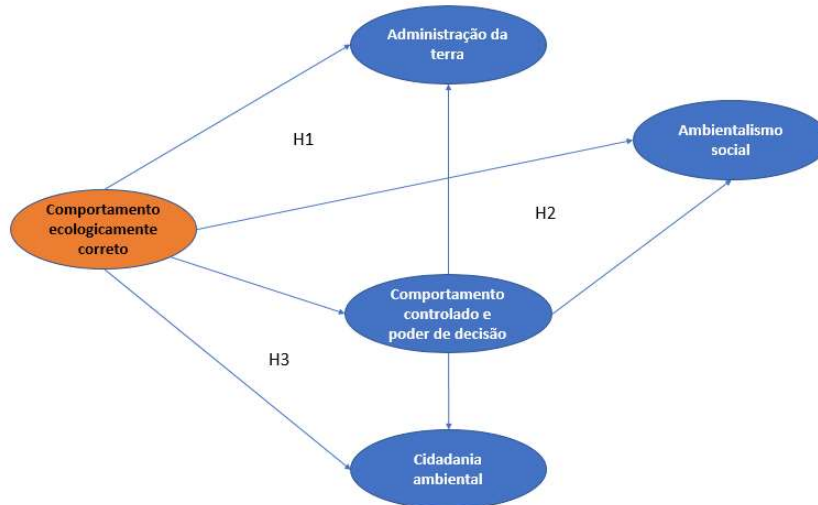 Administração da
terra
H1
Ambientalismo
social
Comportamento
ecologicamente
correto
H2
Comportamento
controlado e
poder de decisão
H3
Cidadania
ambiental